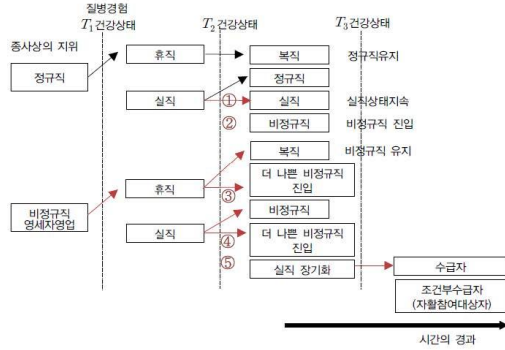 질병경험
T₁건강상태
T₂건강상태
T₃건강상태
종사상의 지위
정규직
휴직
복직
정규직유지
정규직
실직
①
실직
실직상태지속
②
비정규직
비정규직 진입
복직
비정규직 유지
휴직
더 나쁜 비정규직
진입
③
비정규직
영세자영업
비정규직
실직
④
더 나쁜 비정규직
진입
⑤
실직 장기화
수급자
조건부수급자
(자활참여대상자)
시간의 경과